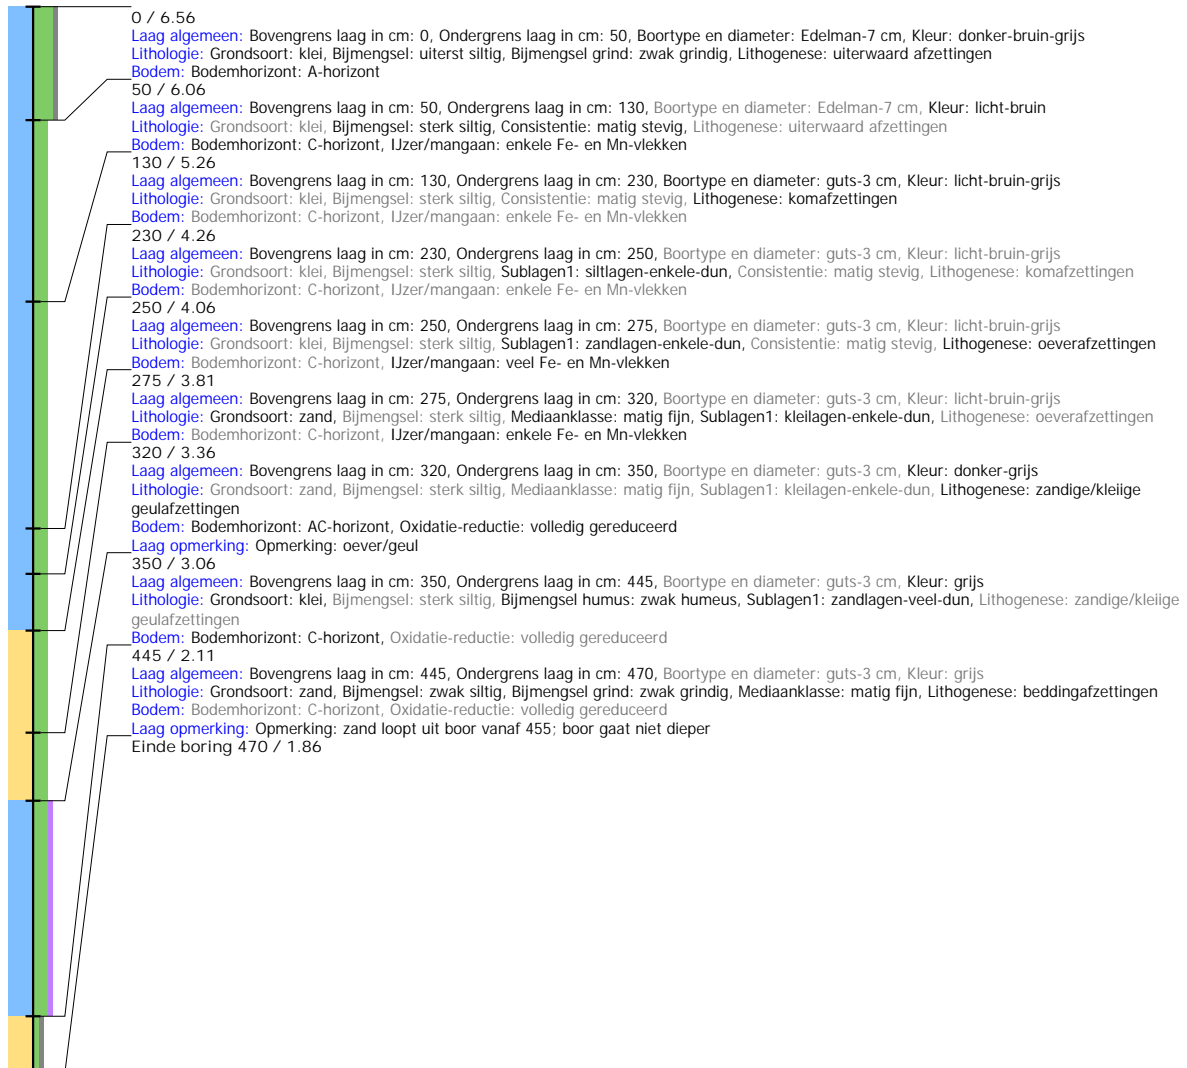 0 / 6.56
Laag algemeen: Bovengrens laag in cm: 0, Ondergrens laag in cm: 50, Boortype en diameter: Edelman-7 cm, Kleur: donker-bruin-grijs
Lithologie: Grondsoort: klei, Bijmengsel: uiterst siltig, Bijmengsel grind: zwak grindig, Lithogenese: uiterwaard afzettingen
Bodem: Bodemhorizont: A-horizont
50 / 6.06
Laag algemeen: Bovengrens laag in cm: 50, Ondergrens laag in cm: 130, Boortype en diameter: Edelman-7 cm, Kleur: licht-bruin
Lithologie: Grondsoort: klei, Bijmengsel: sterk siltig, Consistentie: matig stevig, Lithogenese: uiterwaard afzettingen
Bodem: Bodemhorizont: C-horizont, IJzer/mangaan: enkele Fe- en Mn-vlekken
130 / 5.26
Laag algemeen: Bovengrens laag in cm: 130, Ondergrens laag in cm: 230, Boortype en diameter: guts-3 cm, Kleur: licht-bruin-grijs
Lithologie: Grondsoort: klei, Bijmengsel: sterk siltig, Consistentie: matig stevig, Lithogenese: komafzettingen
Bodem: Bodemhorizont: C-horizont, IJzer/mangaan: enkele Fe- en Mn-vlekken
230 / 4.26
Laag algemeen: Bovengrens laag in cm: 230, Ondergrens laag in cm: 250, Boortype en diameter: guts-3 cm, Kleur: licht-bruin-grijs
Lithologie: Grondsoort: klei, Bijmengsel: sterk siltig, Sublagen1: siltlagen-enkele-dun, Consistentie: matig stevig, Lithogenese: komafzettingen
Bodem: Bodemhorizont: C-horizont, IJzer/mangaan: enkele Fe- en Mn-vlekken
250 / 4.06
Laag algemeen: Bovengrens laag in cm: 250, Ondergrens laag in cm: 275, Boortype en diameter: guts-3 cm, Kleur: licht-bruin-grijs
Lithologie: Grondsoort: klei, Bijmengsel: sterk siltig, Sublagen1: zandlagen-enkele-dun, Consistentie: matig stevig, Lithogenese: oeverafzettingen
Bodem: Bodemhorizont: C-horizont, IJzer/mangaan: veel Fe- en Mn-vlekken
275 / 3.81
Laag algemeen: Bovengrens laag in cm: 275, Ondergrens laag in cm: 320, Boortype en diameter: guts-3 cm, Kleur: licht-bruin-grijs
Lithologie: Grondsoort: zand, Bijmengsel: sterk siltig, Mediaanklasse: matig fijn, Sublagen1: kleilagen-enkele-dun, Lithogenese: oeverafzettingen
Bodem: Bodemhorizont: C-horizont, IJzer/mangaan: enkele Fe- en Mn-vlekken
320 / 3.36
Laag algemeen: Bovengrens laag in cm: 320, Ondergrens laag in cm: 350, Boortype en diameter: guts-3 cm, Kleur: donker-grijs
Lithologie: Grondsoort: zand, Bijmengsel: sterk siltig, Mediaanklasse: matig fijn, Sublagen1: kleilagen-enkele-dun, Lithogenese: zandige/kleiige
geulafzettingen
Bodem: Bodemhorizont: AC-horizont, Oxidatie-reductie: volledig gereduceerd
Laag opmerking: Opmerking: oever/geul
350 / 3.06
Laag algemeen: Bovengrens laag in cm: 350, Ondergrens laag in cm: 445, Boortype en diameter: guts-3 cm, Kleur: grijs
Lithologie: Grondsoort: klei, Bijmengsel: sterk siltig, Bijmengsel humus: zwak humeus, Sublagen1: zandlagen-veel-dun, Lithogenese: zandige/kleiige
geulafzettingen
Bodem: Bodemhorizont: C-horizont, Oxidatie-reductie: volledig gereduceerd
445 / 2.11
Laag algemeen: Bovengrens laag in cm: 445, Ondergrens laag in cm: 470, Boortype en diameter: guts-3 cm, Kleur: grijs
Lithologie: Grondsoort: zand, Bijmengsel: zwak siltig, Bijmengsel grind: zwak grindig, Mediaanklasse: matig fijn, Lithogenese: beddingafzettingen
Bodem: Bodemhorizont: C-horizont, Oxidatie-reductie: volledig gereduceerd
Laag opmerking: Opmerking: zand loopt uit boor vanaf 455; boor gaat niet dieper
Einde boring 470 / 1.86